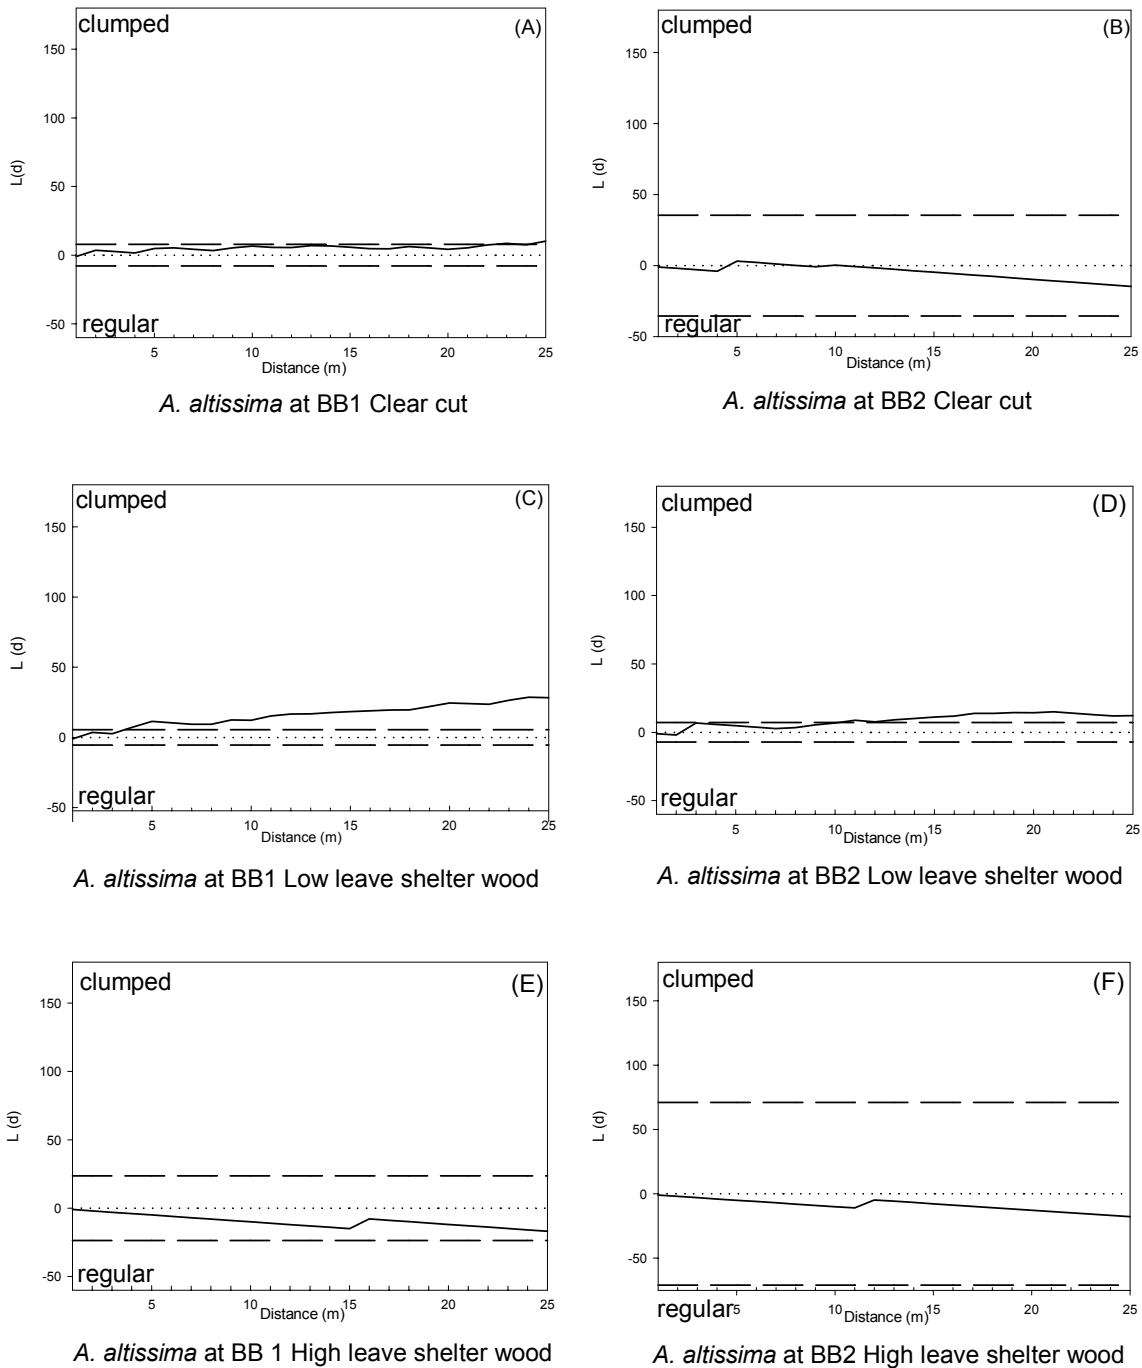 clumped
(A)
150
100
50
0
-50
L(d)
regular
5
10
15
20
25
Distance (m)
A. altissima at BB1 Clear cut
clumped
(B)
150
100
50
0
-50
L (d)
regular
5
10
15
20
25
Distance (m)
A. altissima at BB2 Clear cut
clumped
(C)
150
100
50
0
-50
L (d)
regular
5
10
15
20
25
Distance (m)
A. altissima at BB1 Low leave shelter wood
clumped
(D)
150
100
50
0
-50
L (d)
regular
5
10
15
20
25
Distance (m)
A. altissima at BB2 Low leave shelter wood
clumped
(E)
150
100
50
0
-50
L (d)
regular
5
10
15
20
25
Distance (m)
A. altissima at BB 1 High leave shelter wood
clumped
(F)
150
100
50
0
-50
L (d)
regular
5
10
15
20
25
Distance (m)
A. altissima at BB2 High leave shelter wood